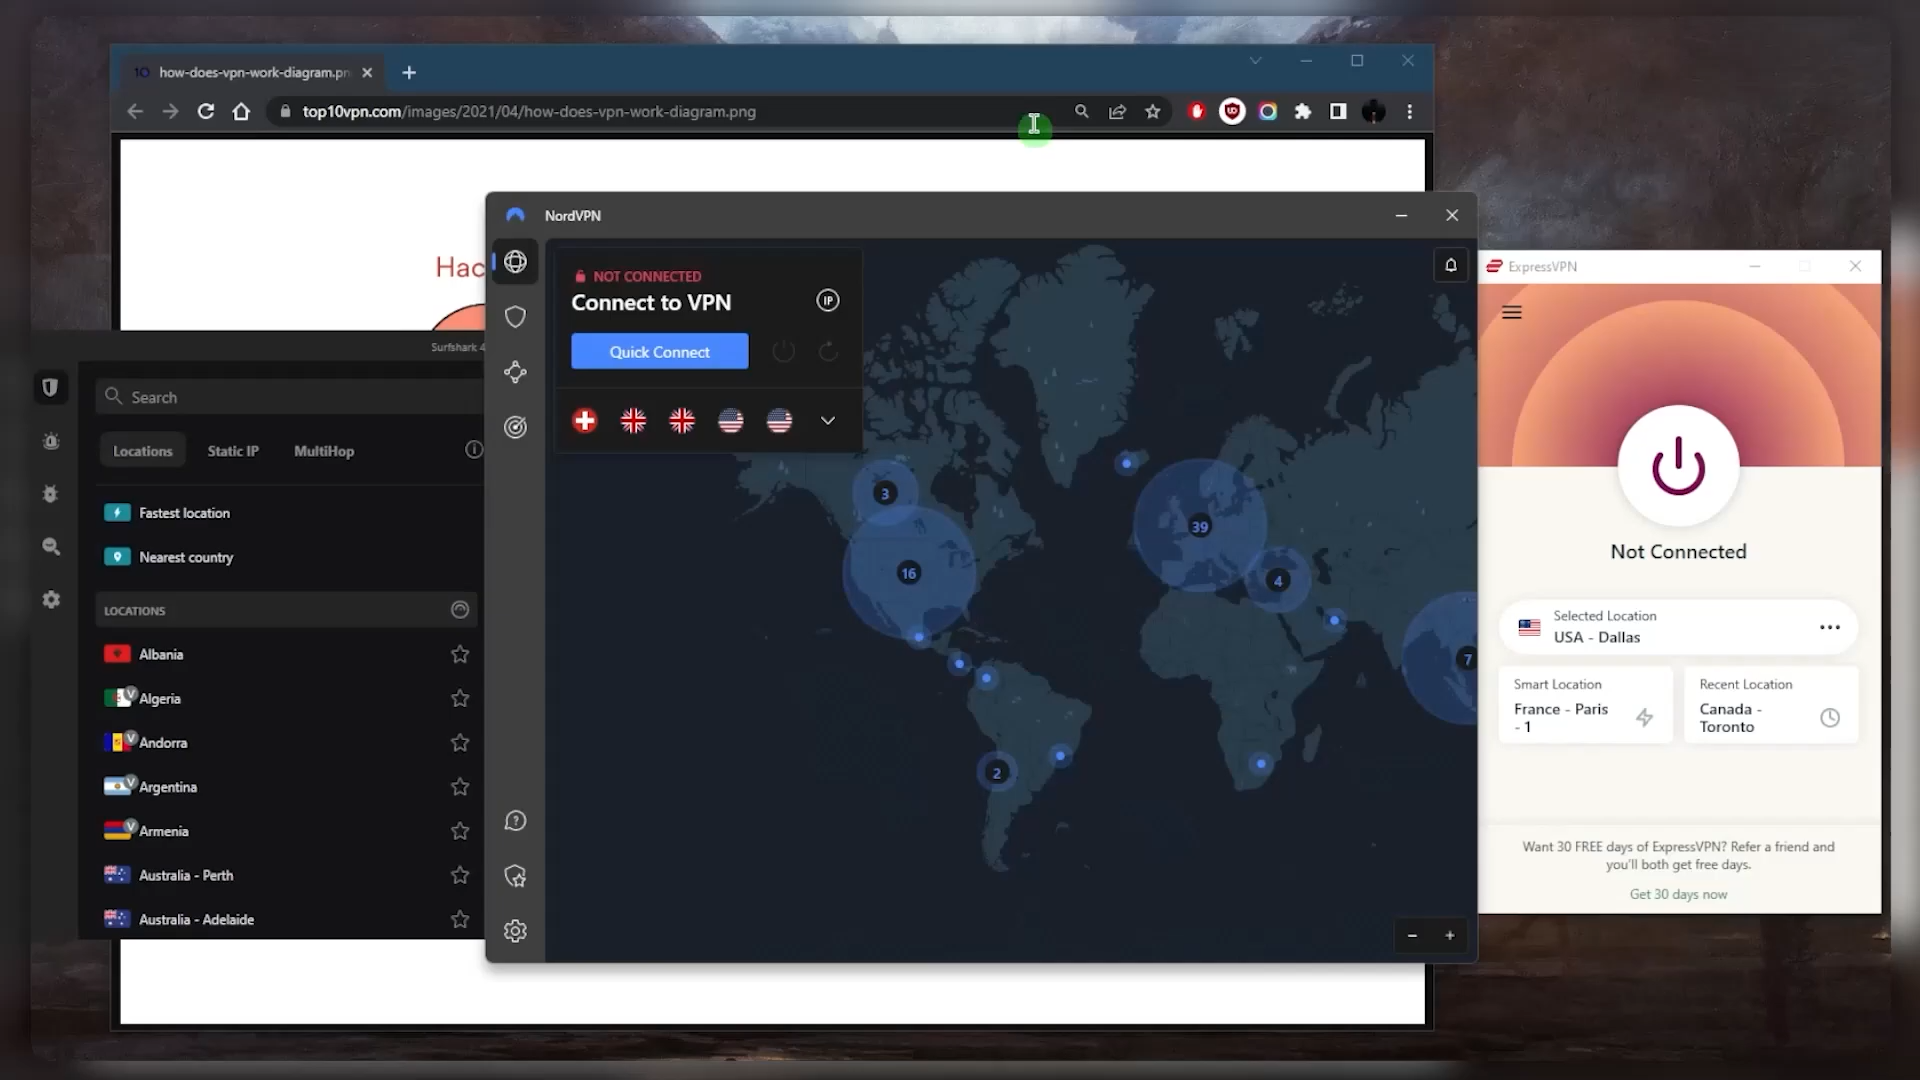 how-does-vpn-work-diagram.pn
top10vpn.com/images/2021/04/how-does-vpn-work-diagram.png
Hac
Surfshark 4
Search
Locations
Static IP
MultiHop
Fastest location
Nearest country
LOCATIONS
Albania
Algeria
Andorra
Argentina
Armenia
Australia - Perth
Australia - Adelaide
NordVPN
NOT CONNECTED
Connect to VPN
IP
Quick Connect
3
16
39
4
7
2
ExpressVPN
Not Connected
Selected Location
USA - Dallas
Smart Location
France - Paris
- 1
Recent Location
Canada -
Toronto
Want 30 FREE days of ExpressVPN? Refer a friend and
you'll both get free days.
Get 30 days now